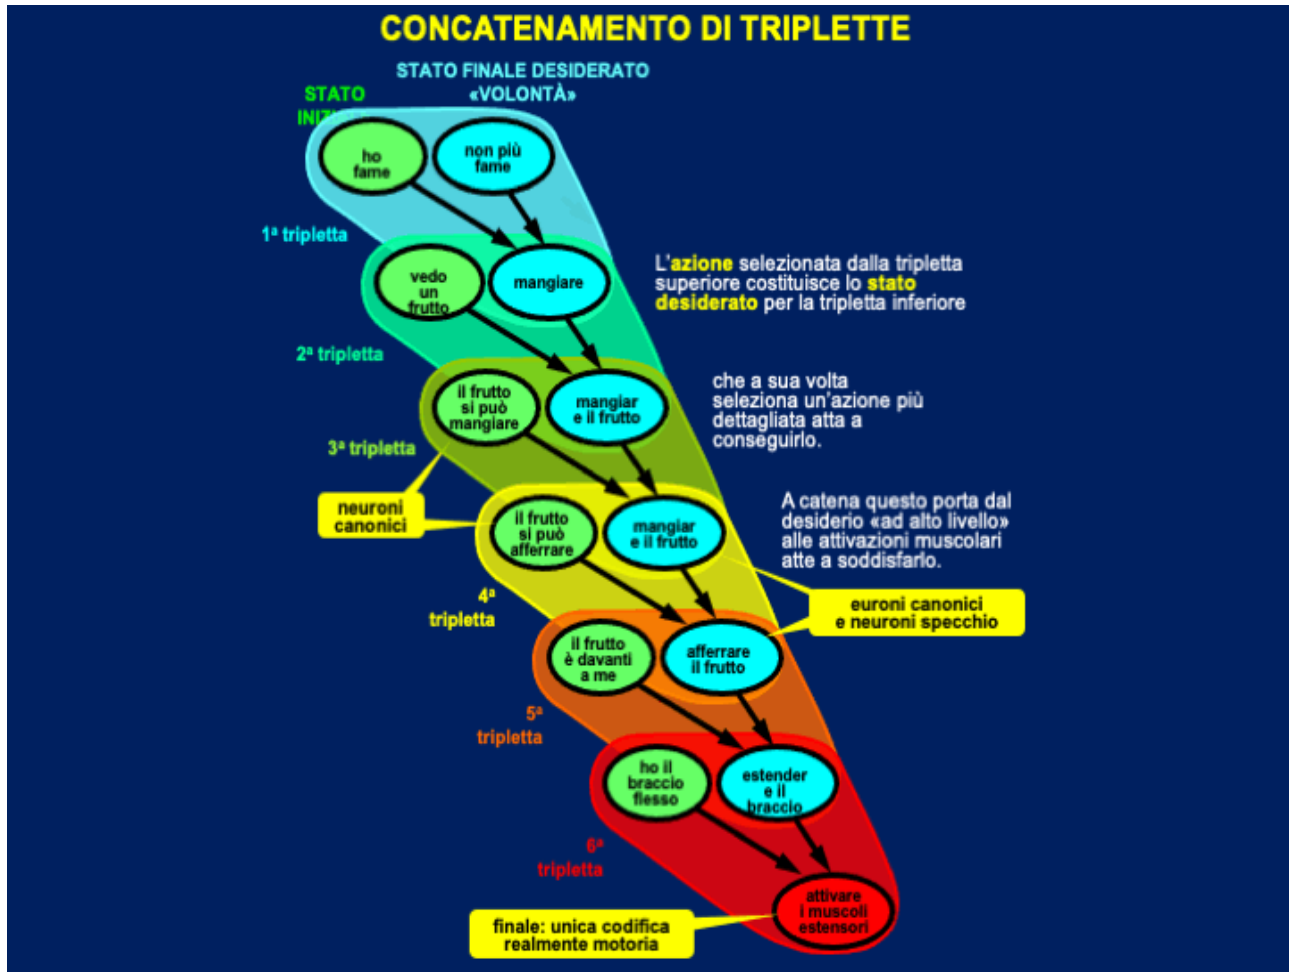 CONCATENAMENTO DI TRIPLETTE
STATO FINALE DESIDERATO
«VOLONTÀ»
STATO
ho
fame
non più
fame
1ª tripletta
vedo
un
frutto
mangiare
L'azione selezionata dalla tripletta
superiore costituisce lo stato
desiderato per la tripletta inferiore
2ª tripletta
il frutto
si può
mangiare
mangiar
e il frutto
che a sua volta
seleziona un'azione più
dettagliata atta a
conseguirlo.
3ª tripletta
neuroni
canonici
il frutto
si può
afferrare
mangiar
e il frutto
A catena questo porta dal
desiderio «ad alto livello»
alle attivazioni muscolari
atte a soddisfarlo.
4ª
tripletta
euroni canonici
e neuroni specchio
il frutto
è davanti
a me
afferrare
il frutto
5ª
tripletta
ho il
braccio
flesso
estender
e il
braccio
6ª
tripletta
attivare
i muscoli
estensori
finale: unica codifica
realmente motoria